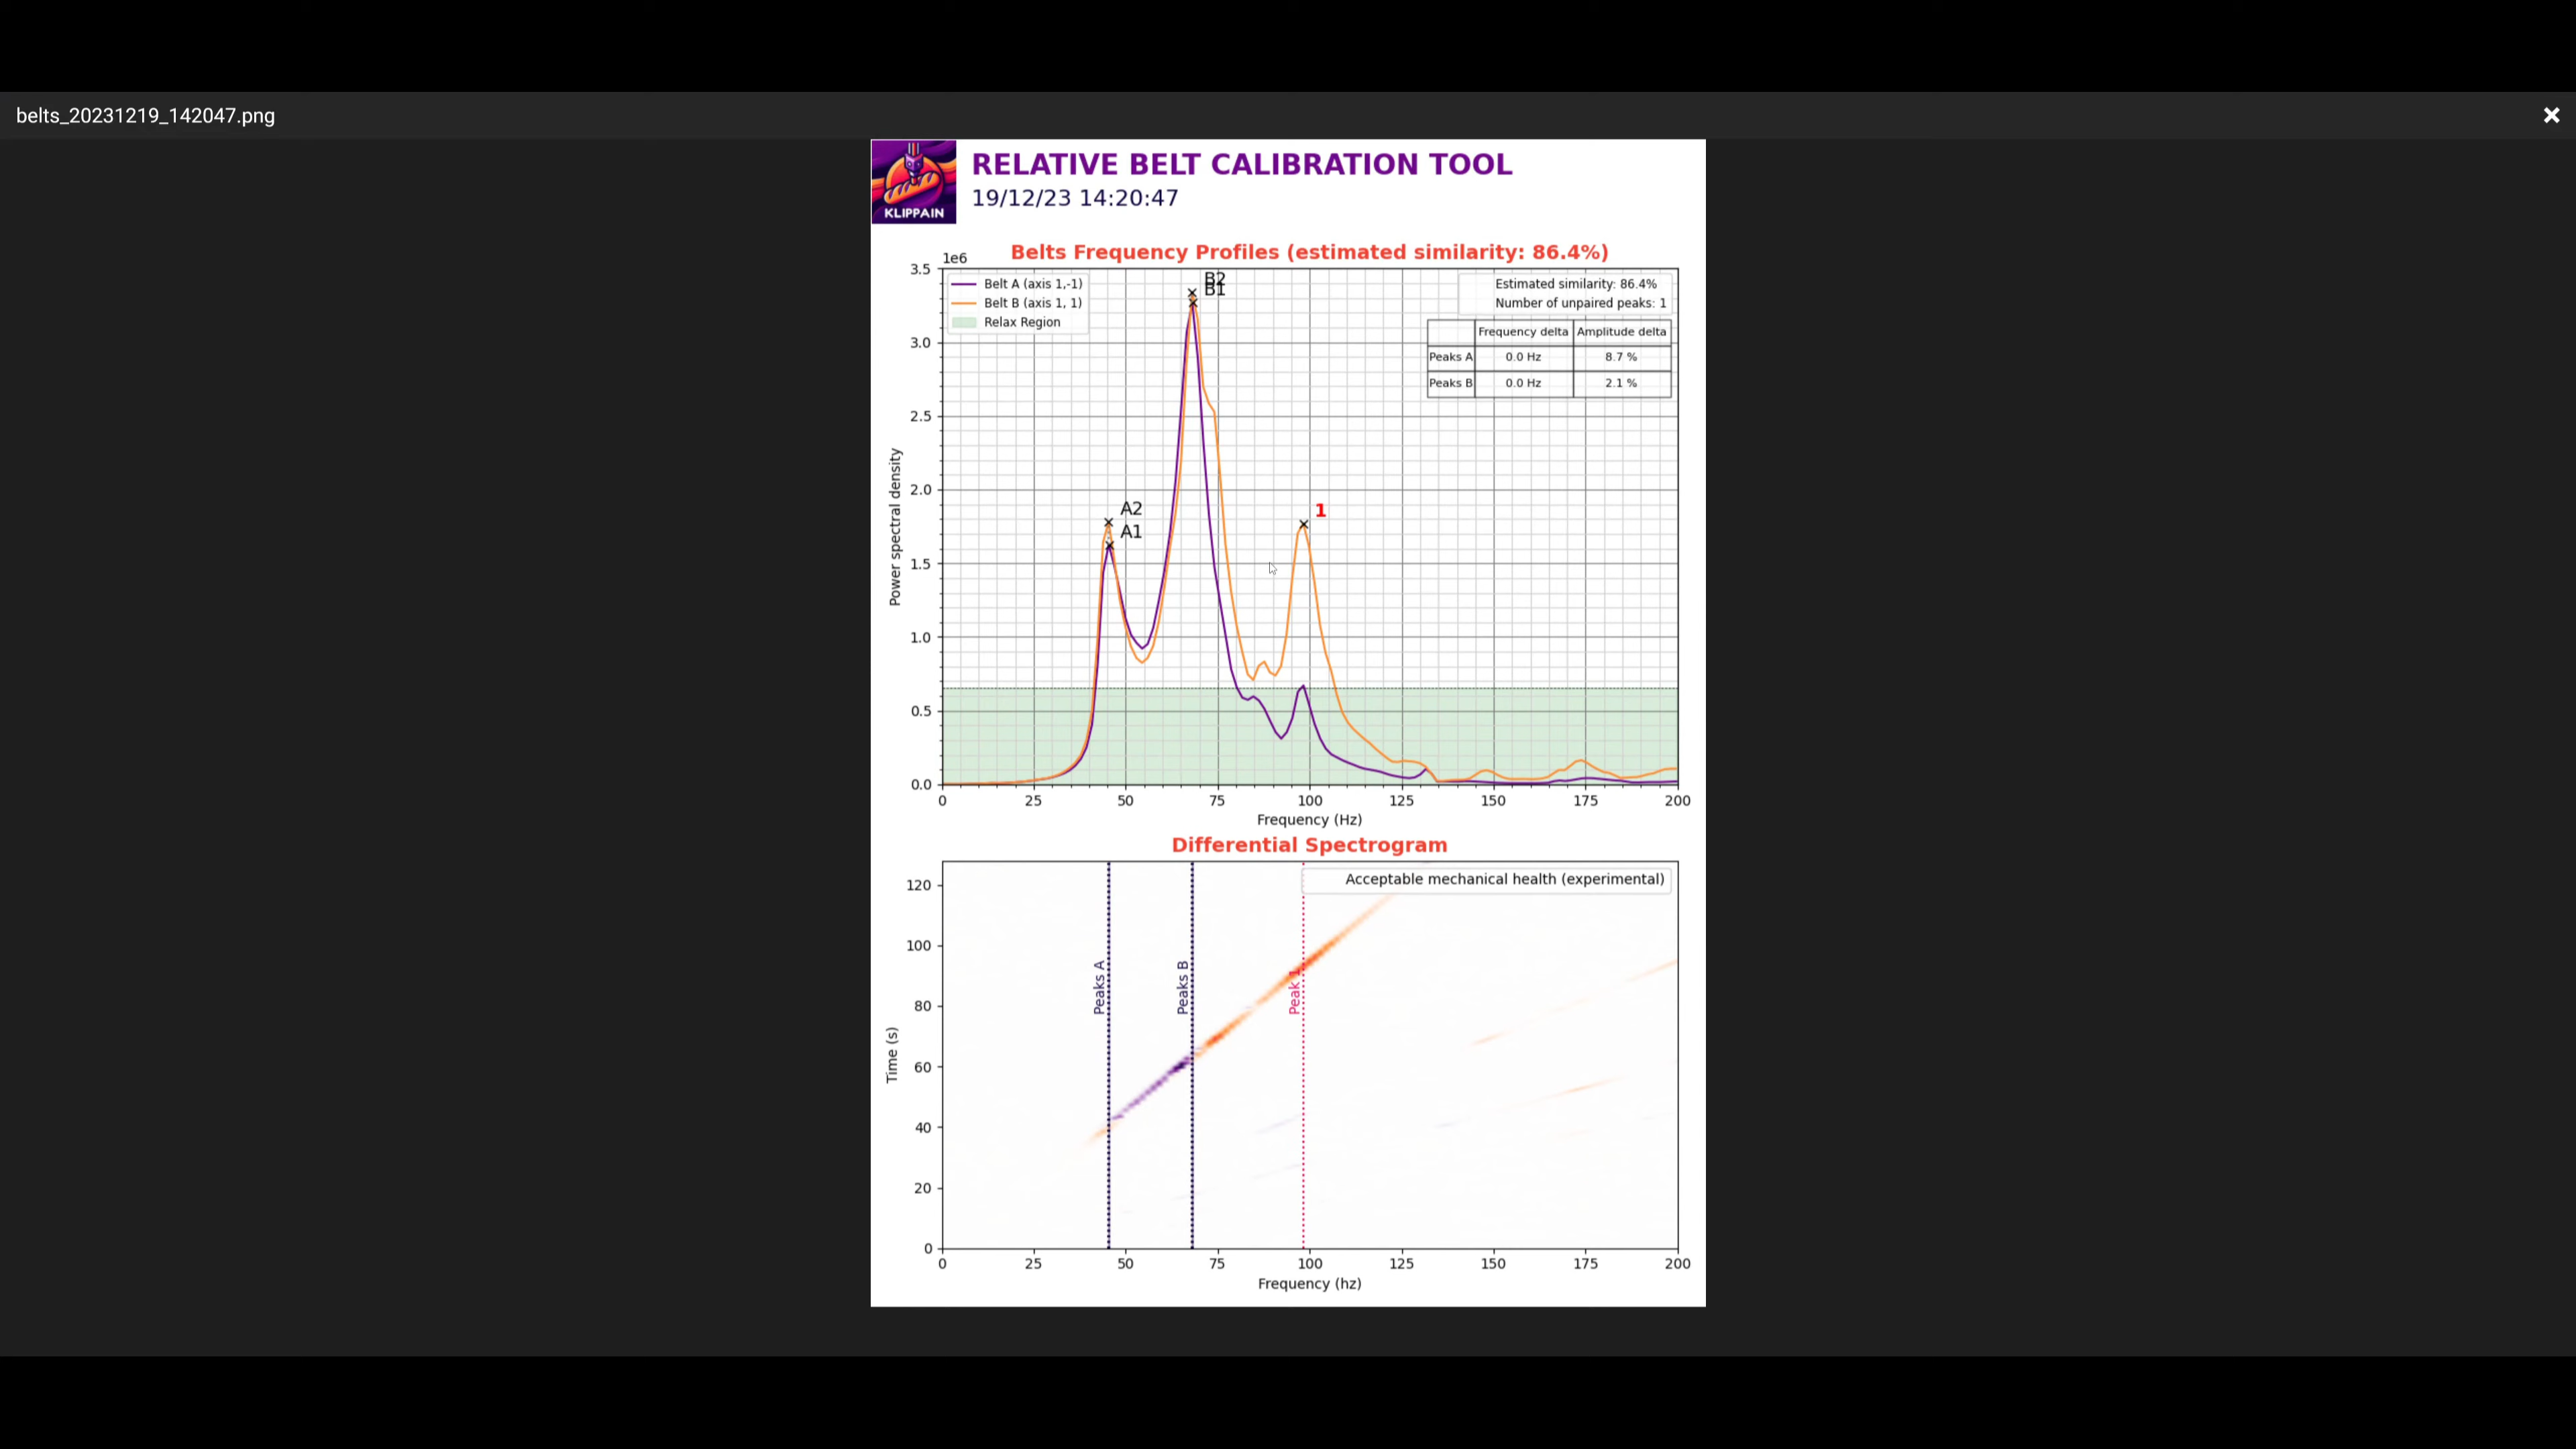 belts_20231219_142047.png
KLIPPAIN
RELATIVE BELT CALIBRATION TOOL
19/12/23 14:20:47
Belts Frequency Profiles (estimated similarity: 86.4%)
1e6
Belt A (axis 1,-1)
Belt B (axis 1, 1)
Relax Region
Estimated similarity: 86.4%
Number of unpaired peaks: 1
Frequency delta Amplitude delta
Peaks A 0.0 Hz 8.7 %
Peaks B 0.0 Hz 2.1 %
B2
B1
A2
A1
1
Power spectral density
3.5
3.0
2.5
2.0
1.5
1.0
0.5
0.0
0 25 50 75 100 125 150 175 200
Frequency (Hz)
Differential Spectrogram
Acceptable mechanical health (experimental)
Peaks A
Peaks B
Peak 1
Time (s)
120
100
80
60
40
20
0
0 25 50 75 100 125 150 175 200
Frequency (hz)